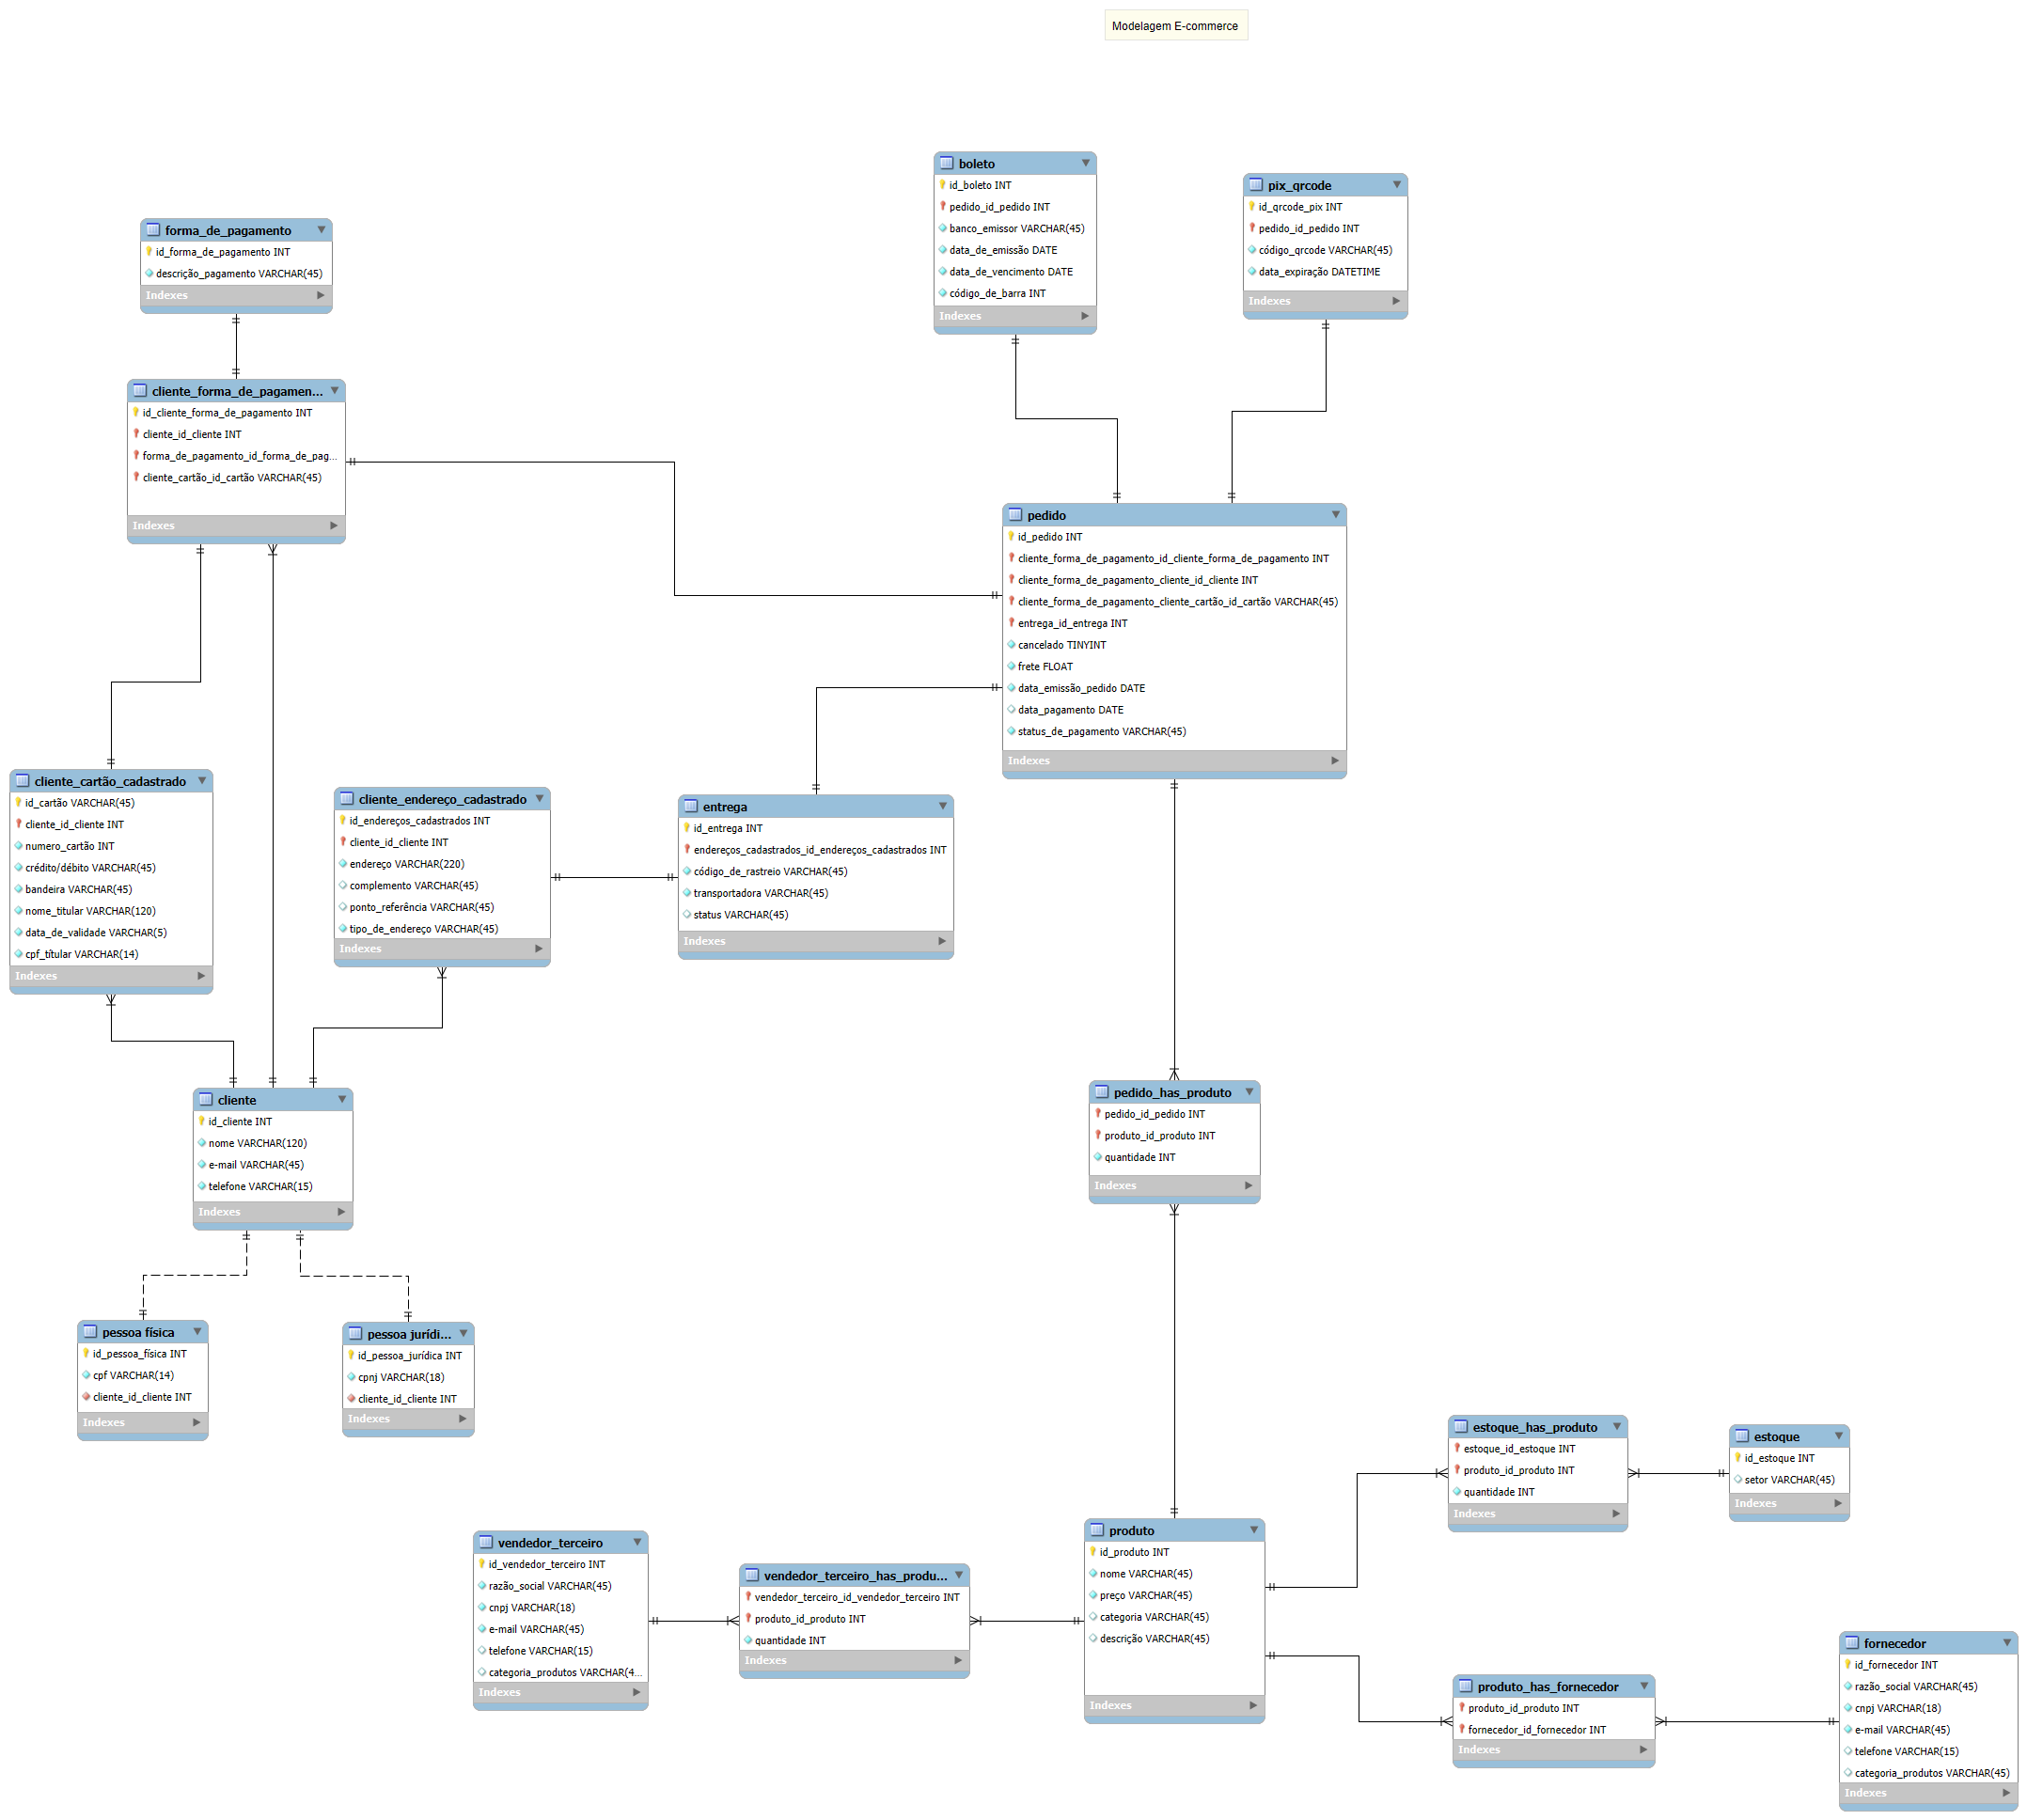 Modelagem E-commerce
boleto
id_boleto INT
pedido_id_pedido INT
banco_emissor VARCHAR(45)
data_de_emissão DATE
data_de_vencimento DATE
código_de_barra INT
Indexes
pix_qrcode
id_qrcode_pix INT
pedido_id_pedido INT
código_qrcode VARCHAR(45)
data_expiração DATETIME
Indexes
forma_de_pagamento
id_forma_de_pagamento INT
descrição_pagamento VARCHAR(45)
Indexes
cliente_forma_de_pagamen...
id_cliente_forma_de_pagamento INT
cliente_id_cliente INT
forma_de_pagamento_id_forma_de_pag...
cliente_cartão_id_cartão VARCHAR(45)
Indexes
pedido
id_pedido INT
cliente_forma_de_pagamento_id_cliente_forma_de_pagamento INT
cliente_forma_de_pagamento_cliente_id_cliente INT
cliente_forma_de_pagamento_cliente_cartão_id_cartão VARCHAR(45)
entrega_id_entrega INT
cancelado TINYINT
frete FLOAT
data_emissão_pedido DATE
data_pagamento DATE
status_de_pagamento VARCHAR(45)
Indexes
cliente_cartão_cadastrado
id_cartão VARCHAR(45)
cliente_id_cliente INT
numero_cartão INT
crédito/débito VARCHAR(45)
bandeira VARCHAR(45)
nome_titular VARCHAR(120)
data_de_validade VARCHAR(5)
cpf_títular VARCHAR(14)
Indexes
cliente_endereço_cadastrado
id_endereços_cadastrados INT
cliente_id_cliente INT
endereço VARCHAR(220)
complemento VARCHAR(45)
ponto_referência VARCHAR(45)
tipo_de_endereço VARCHAR(45)
Indexes
entrega
id_entrega INT
endereços_cadastrados_id_endereços_cadastrados INT
código_de_rastreio VARCHAR(45)
transportadora VARCHAR(45)
status VARCHAR(45)
Indexes
cliente
id_cliente INT
nome VARCHAR(120)
e-mail VARCHAR(45)
telefone VARCHAR(15)
Indexes
pedido_has_produto
pedido_id_pedido INT
produto_id_produto INT
quantidade INT
Indexes
pessoa física
id_pessoa_física INT
cpf VARCHAR(14)
cliente_id_cliente INT
Indexes
pessoa jurídi...
id_pessoa_jurídica INT
cpnj VARCHAR(18)
cliente_id_cliente INT
Indexes
estoque_has_produto
estoque_id_estoque INT
produto_id_produto INT
quantidade INT
Indexes
estoque
id_estoque INT
setor VARCHAR(45)
Indexes
vendedor_terceiro
id_vendedor_terceiro INT
razão_social VARCHAR(45)
cnpj VARCHAR(18)
e-mail VARCHAR(45)
telefone VARCHAR(15)
categoria_produtos VARCHAR(4...
Indexes
vendedor_terceiro_has_produ...
vendedor_terceiro_id_vendedor_terceiro INT
produto_id_produto INT
quantidade INT
Indexes
produto
id_produto INT
nome VARCHAR(45)
preço VARCHAR(45)
categoria VARCHAR(45)
descrição VARCHAR(45)
Indexes
produto_has_fornecedor
produto_id_produto INT
fornecedor_id_fornecedor INT
Indexes
fornecedor
id_fornecedor INT
razão_social VARCHAR(45)
cnpj VARCHAR(18)
e-mail VARCHAR(45)
telefone VARCHAR(15)
categoria_produtos VARCHAR(45)
Indexes